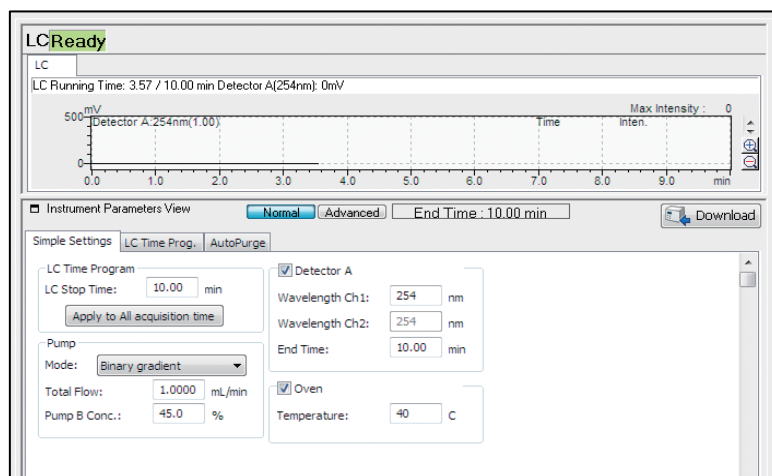 LC Ready
LC
LC Running Time: 3.57 / 10.00 min Detector A(254nm): 0mV
mV
Max Intensity : 0
500
Detector A:254nm(1.00)
Time Inten.
0
0.0 1.0 2.0 3.0 4.0 5.0 6.0 7.0 8.0 9.0 min
Instrument Parameters View Normal Advanced End Time : 10.00 min Download
Simple Settings LC Time Prog. AutoPurge
LC Time Program
LC Stop Time: 10.00 min
Apply to All acquisition time
Pump
Mode: Binary gradient
Total Flow: 1.0000 mL/min
Pump B Conc.: 45.0 %
Detector A
Wavelength Ch1: 254 nm
Wavelength Ch2: 254 nm
End Time: 10.00 min
Oven
Temperature: 40 C